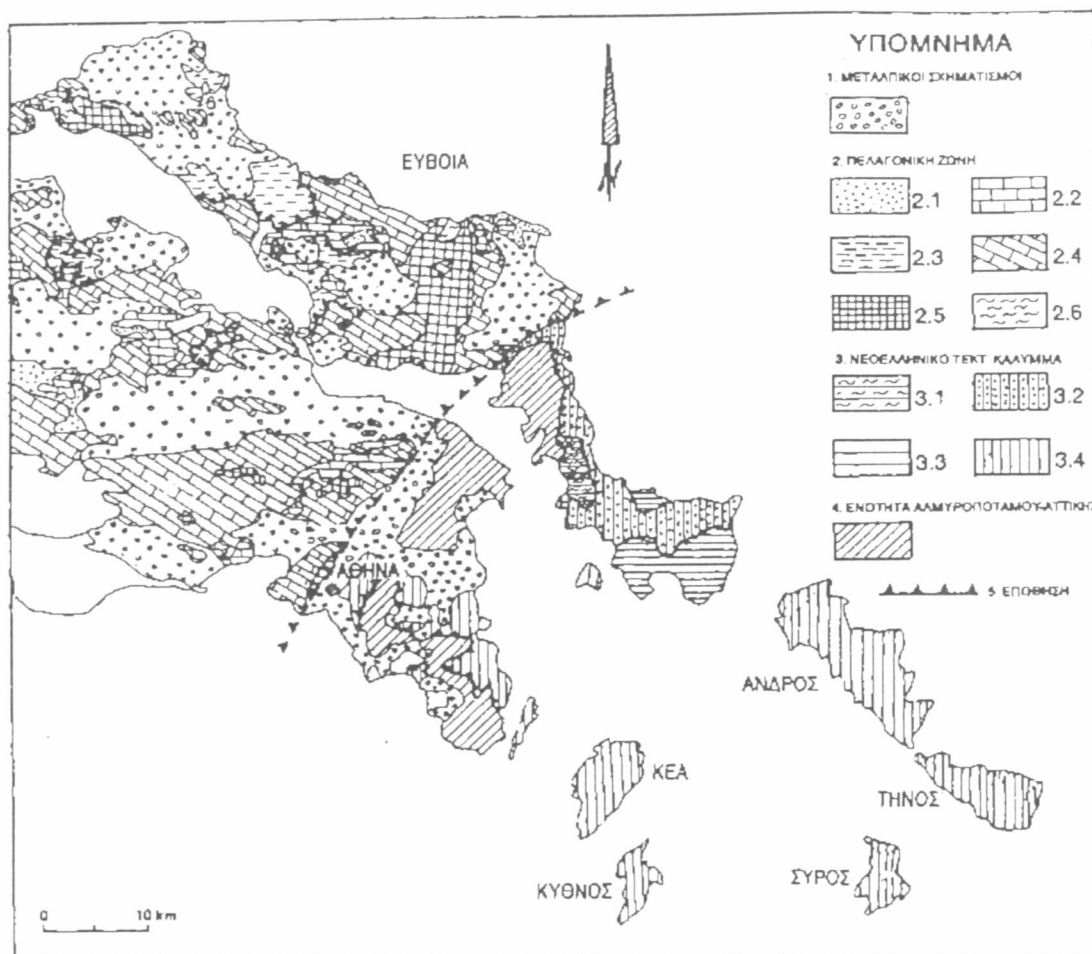 ΥΠΟΜΝΗΜΑ
1. ΜΕΤΑΛΠΙΚΟΙ ΣΧΗΜΑΤΙΣΜΟΙ
2. ΠΕΛΑΓΟΝΙΚΗ ΖΩΝΗ
2.1 2.2
2.3 2.4
2.5 2.6
3. ΝΕΟΕΛΛΗΝΙΚΟ ΤΕΚΤ. ΚΑΛΥΜΜΑ
3.1 3.2
3.3 3.4
4. ΕΝΟΤΗΤΑ ΑΛΜΥΡΟΠΟΤΑΜΟΥ-ΑΤΤΙΚΗΣ
5. ΕΠΩΘΗΣΗ
ΕΥΒΟΙΑ
ΑΘΗΝΑ
ΑΝΔΡΟΣ
ΚΕΑ
ΤΗΝΟΣ
ΚΥΘΝΟΣ
ΣΥΡΟΣ
0 10 km